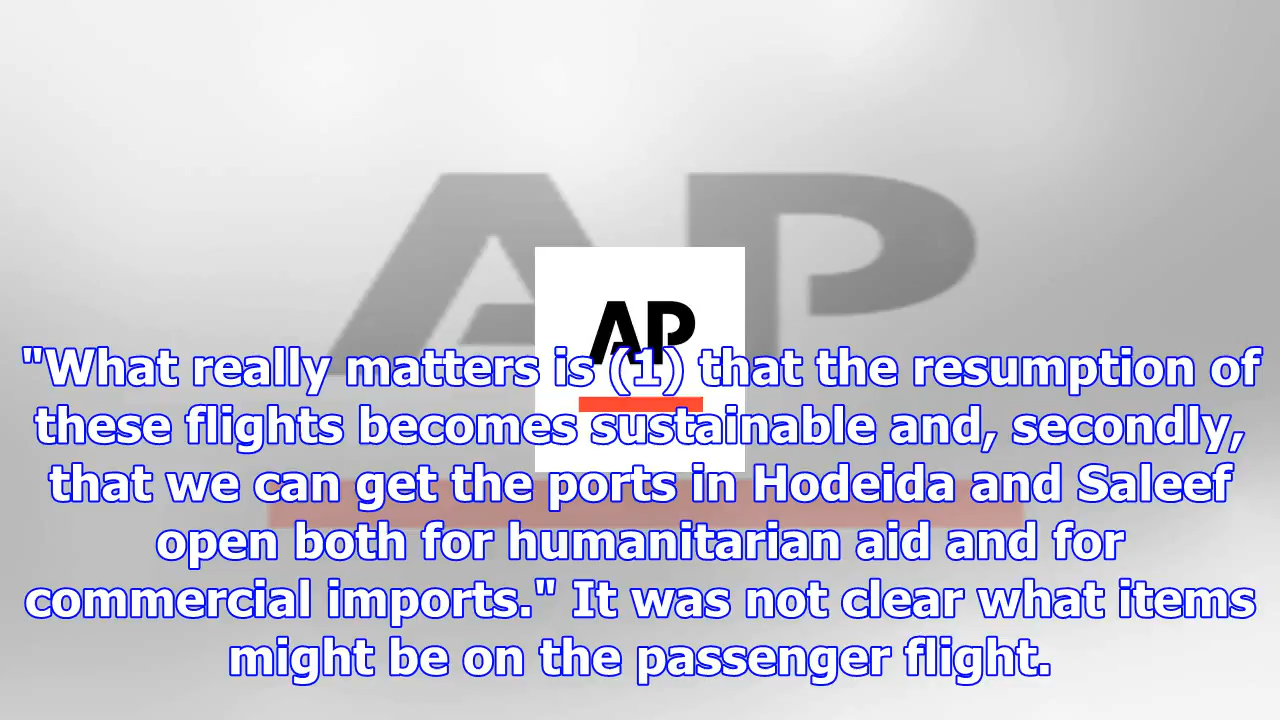 AP
AP
"What really matters is (1) that the resumption of
these flights becomes sustainable and, secondly,
that we can get the ports in Hodeida and Saleef
open both for humanitarian aid and for
commercial imports." It was not clear what items
might be on the passenger flight.